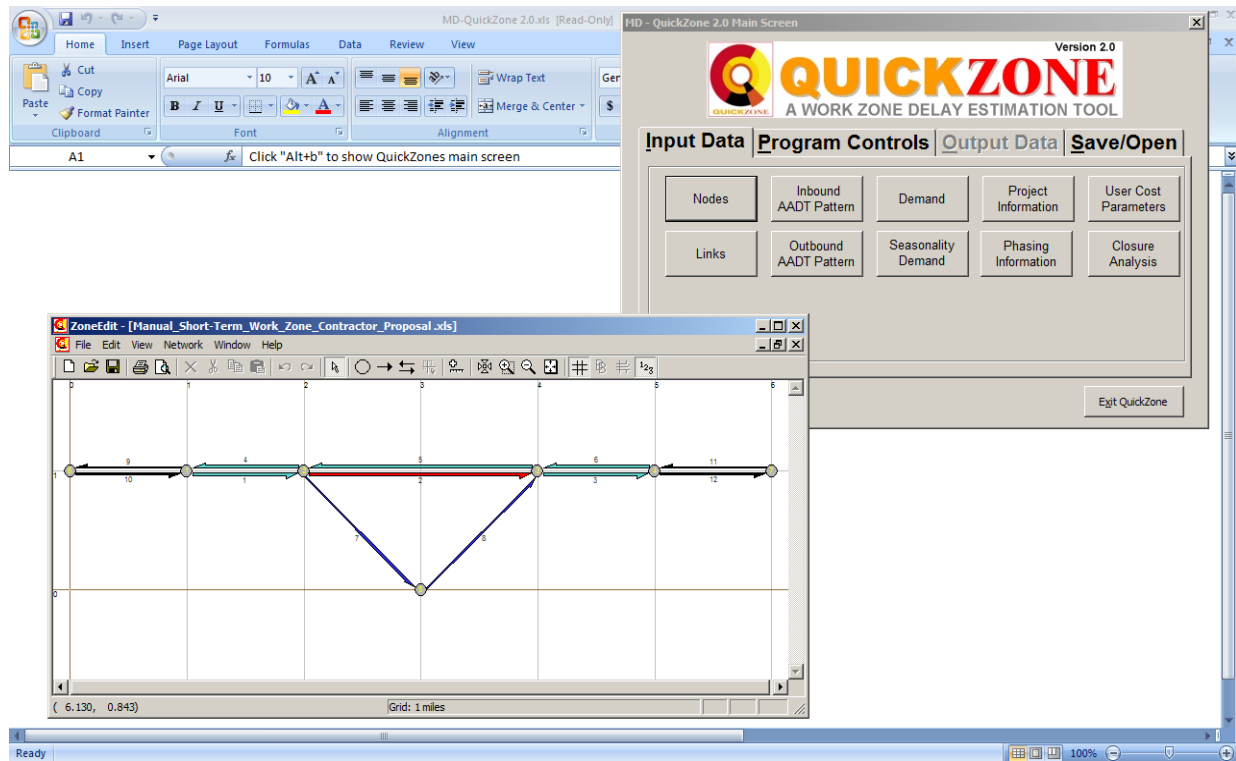 MD-QuickZone 2.0.xls [Read-Only]
Home Insert Page Layout Formulas Data Review View
Paste
Cut
Copy
Format Painter
Clipboard
Arial 10
B I U
Font
Wrap Text
Merge & Center
Alignment
Ger
$
A1
fx Click "Alt+b" to show QuickZones main screen
MD - QuickZone 2.0 Main Screen
Version 2.0
QUICKZONE
QUICKZONE
A WORK ZONE DELAY ESTIMATION TOOL
Input Data Program Controls Output Data Save/Open
Nodes
Inbound
AADT Pattern
Demand
Project
Information
User Cost
Parameters
Links
Outbound
AADT Pattern
Seasonality
Demand
Phasing
Information
Closure
Analysis
Exit QuickZone
ZoneEdit - [Manual_Short-Term_Work_Zone_Contractor_Proposal .xls]
File Edit View Network Window Help
123
0 1 2 3 4 5 6
9 4 5 6 11
1
10 1 2 3 12
7 8
0
( 6.130, 0.843)
Grid: 1 miles
Ready
100%